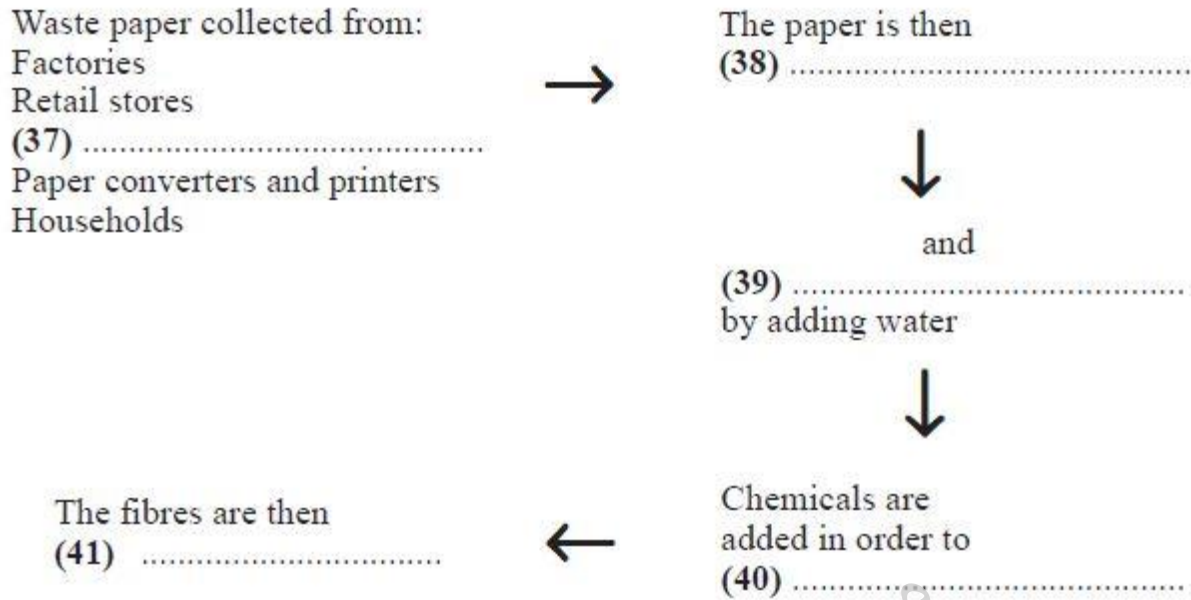 Waste paper collected from:
Factories
Retail stores
(37) ................................................
Paper converters and printers
Households
The paper is then
(38) ................................................
and
(39) ................................................
by adding water
Chemicals are
added in order to
(40) ................................................
The fibres are then
(41) ....................................